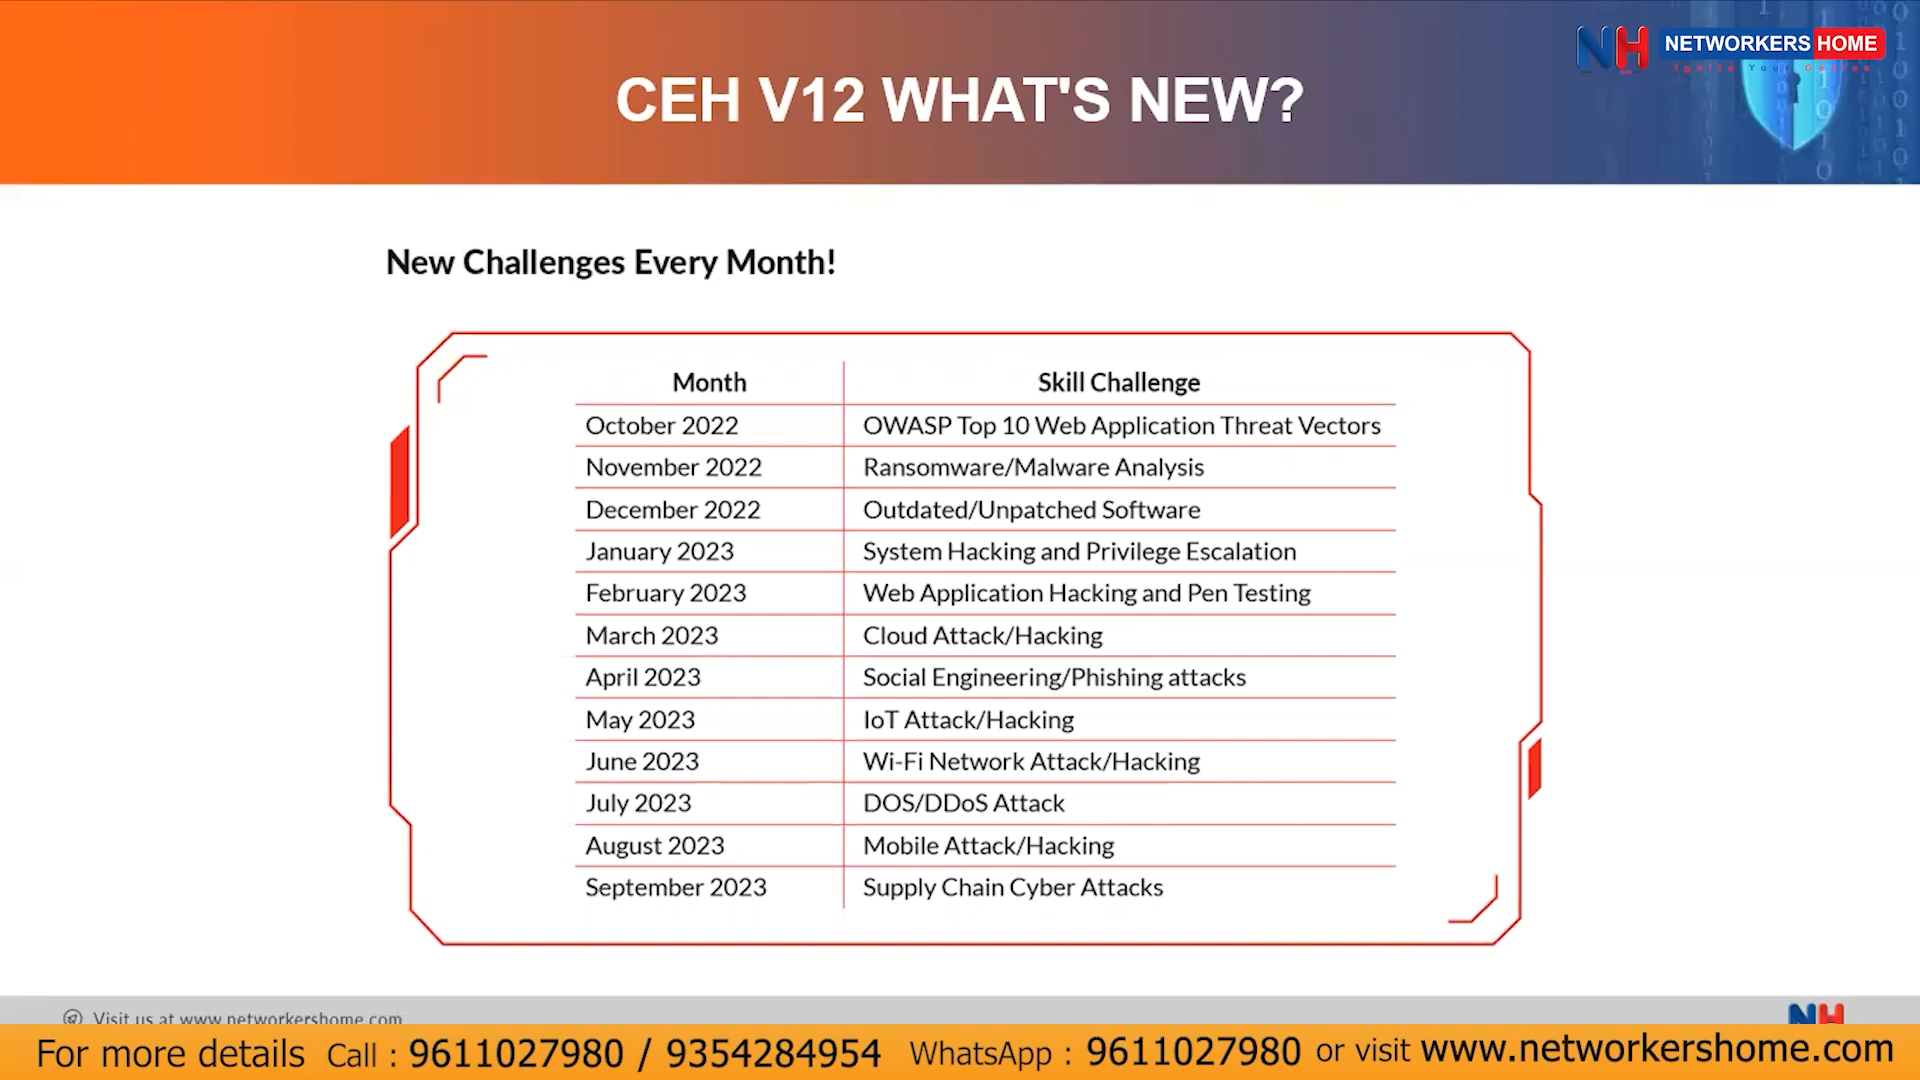 NH NETWORKERS HOME
Ignite Your Genius
CEH V12 WHAT'S NEW?
New Challenges Every Month!
Month Skill Challenge
October 2022 OWASP Top 10 Web Application Threat Vectors
November 2022 Ransomware/Malware Analysis
December 2022 Outdated/Unpatched Software
January 2023 System Hacking and Privilege Escalation
February 2023 Web Application Hacking and Pen Testing
March 2023 Cloud Attack/Hacking
April 2023 Social Engineering/Phishing attacks
May 2023 IoT Attack/Hacking
June 2023 Wi-Fi Network Attack/Hacking
July 2023 DOS/DDoS Attack
August 2023 Mobile Attack/Hacking
September 2023 Supply Chain Cyber Attacks
Visit us at www.networkershome.com NH
For more details Call : 9611027980 / 9354284954 WhatsApp : 9611027980 or visit www.networkershome.com